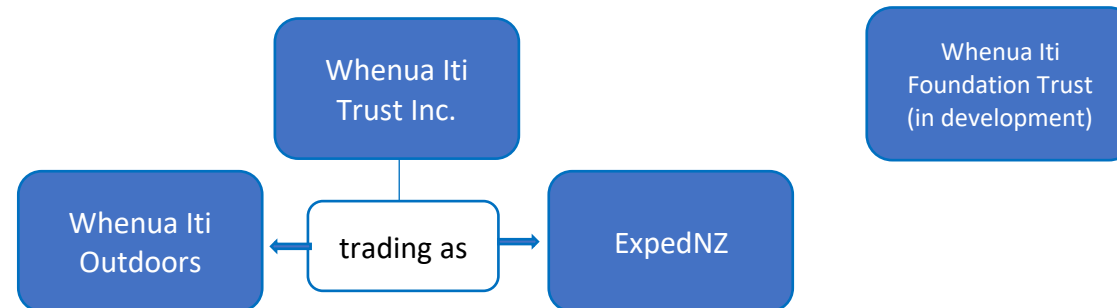 Whenua Iti
Trust Inc.
Whenua Iti
Foundation Trust
(in development)
Whenua Iti
Outdoors
trading as
ExpedNZ